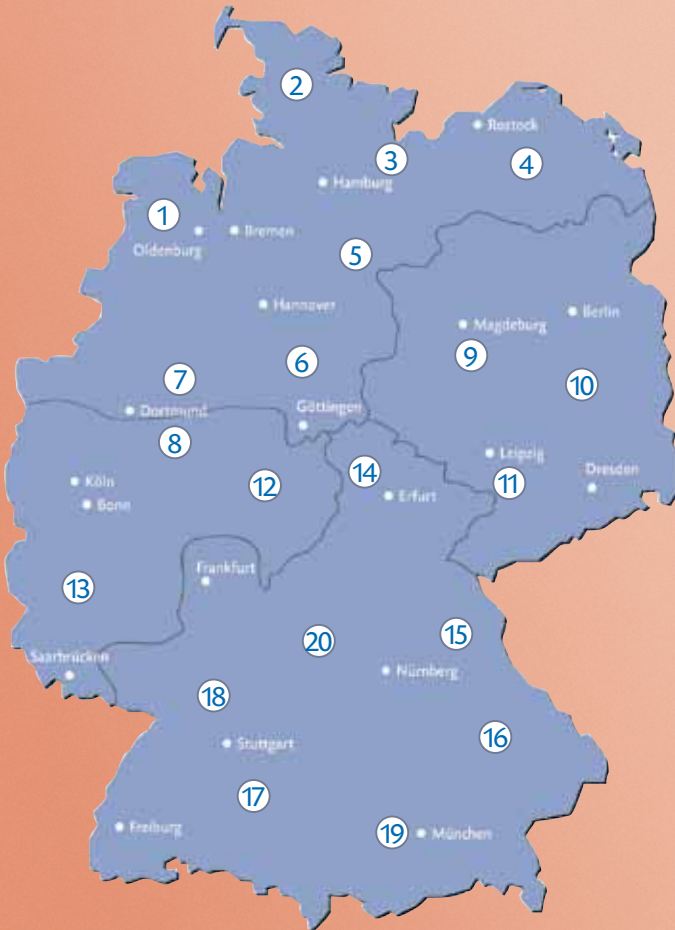 2
Rostock
3
4
Hamburg
1
Oldenburg
Bremen
5
Hannover
Berlin
Magdeburg
9
6
7
10
Dortmund
Göttingen
8
Leipzig
14
Dresden
Köln
12
11
Erfurt
Bonn
Frankfurt
13
20
15
Saarbrücken
Nürnberg
18
16
Stuttgart
17
Freiburg
19
München